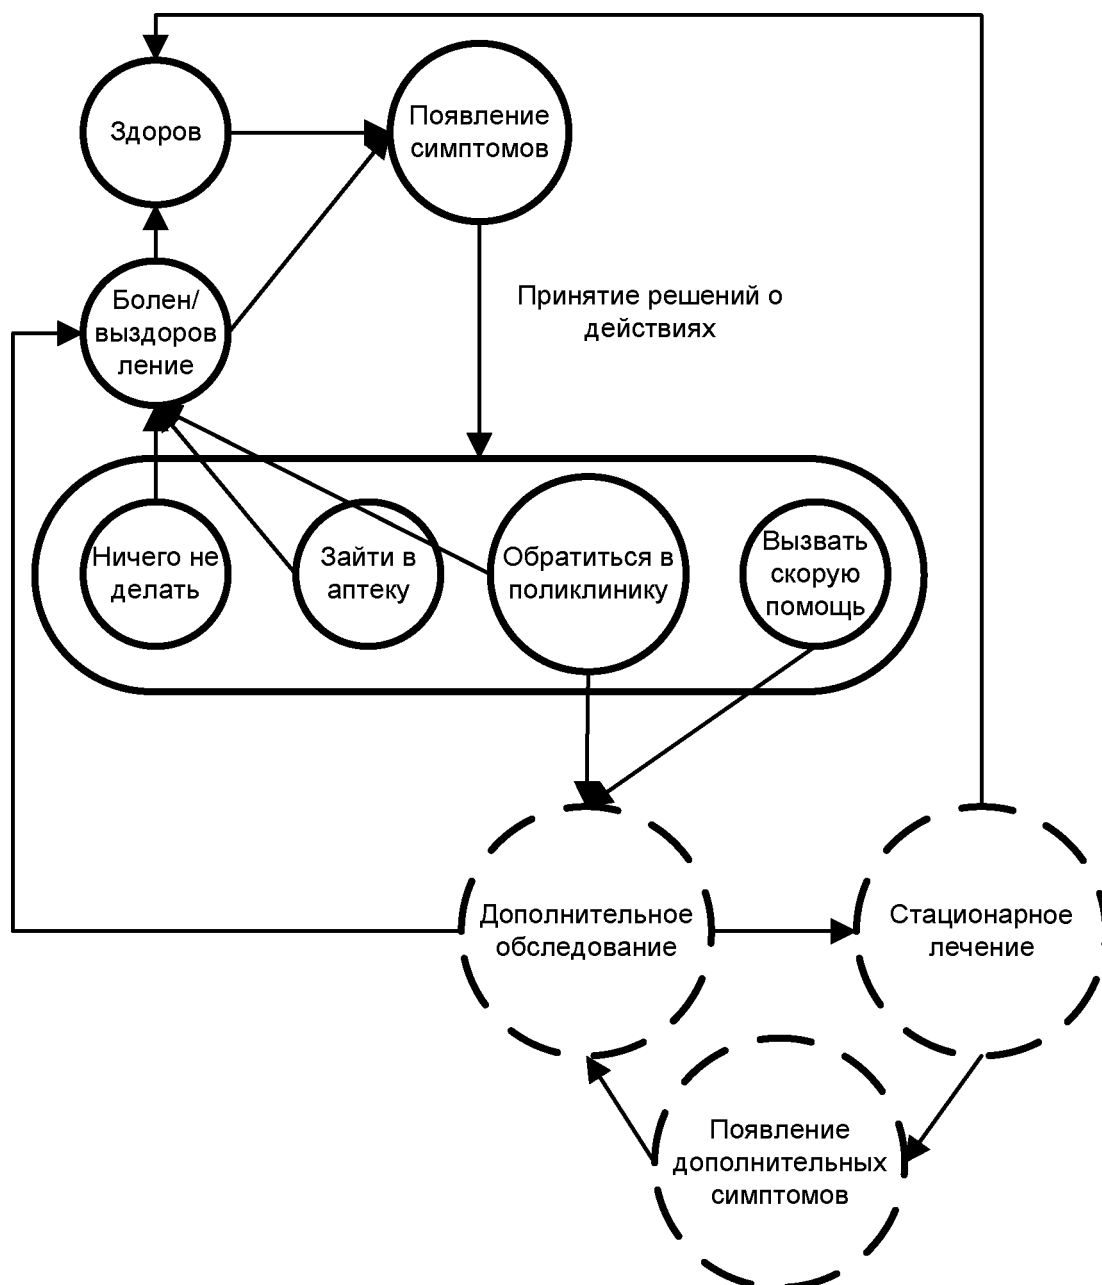 Здоров
Появление
симптомов
Болен/
выздоров
ление
Принятие решений о
действиях
Ничего не
делать
Зайти в
аптеку
Обратиться в
поликлинику
Вызвать
скорую
помощь
Дополнительное
обследование
Стационарное
лечение
Появление
дополнительных
симптомов